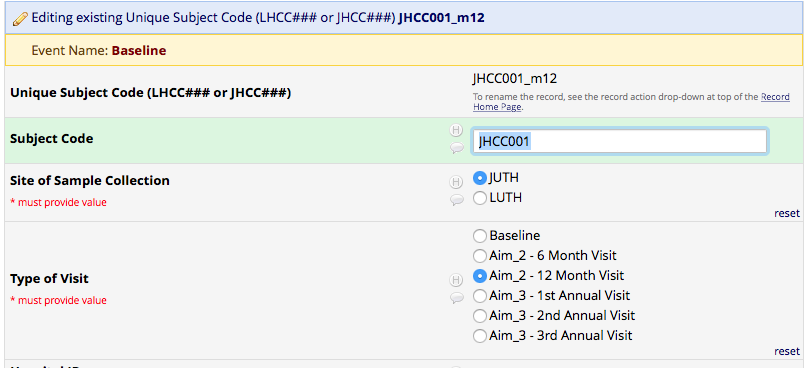 Editing existing Unique Subject Code (LHCC### or JHCC###) JHCC001_m12
Event Name: Baseline
Unique Subject Code (LHCC### or JHCC###)
JHCC001_m12
To rename the record, see the record action drop-down at top of the Record
Home Page.
Subject Code
H
JHCC001
Site of Sample Collection
* must provide value
H
JUTH
LUTH
reset
Type of Visit
* must provide value
H
Baseline
Aim_2 - 6 Month Visit
Aim_2 - 12 Month Visit
Aim_3 - 1st Annual Visit
Aim_3 - 2nd Annual Visit
Aim_3 - 3rd Annual Visit
reset